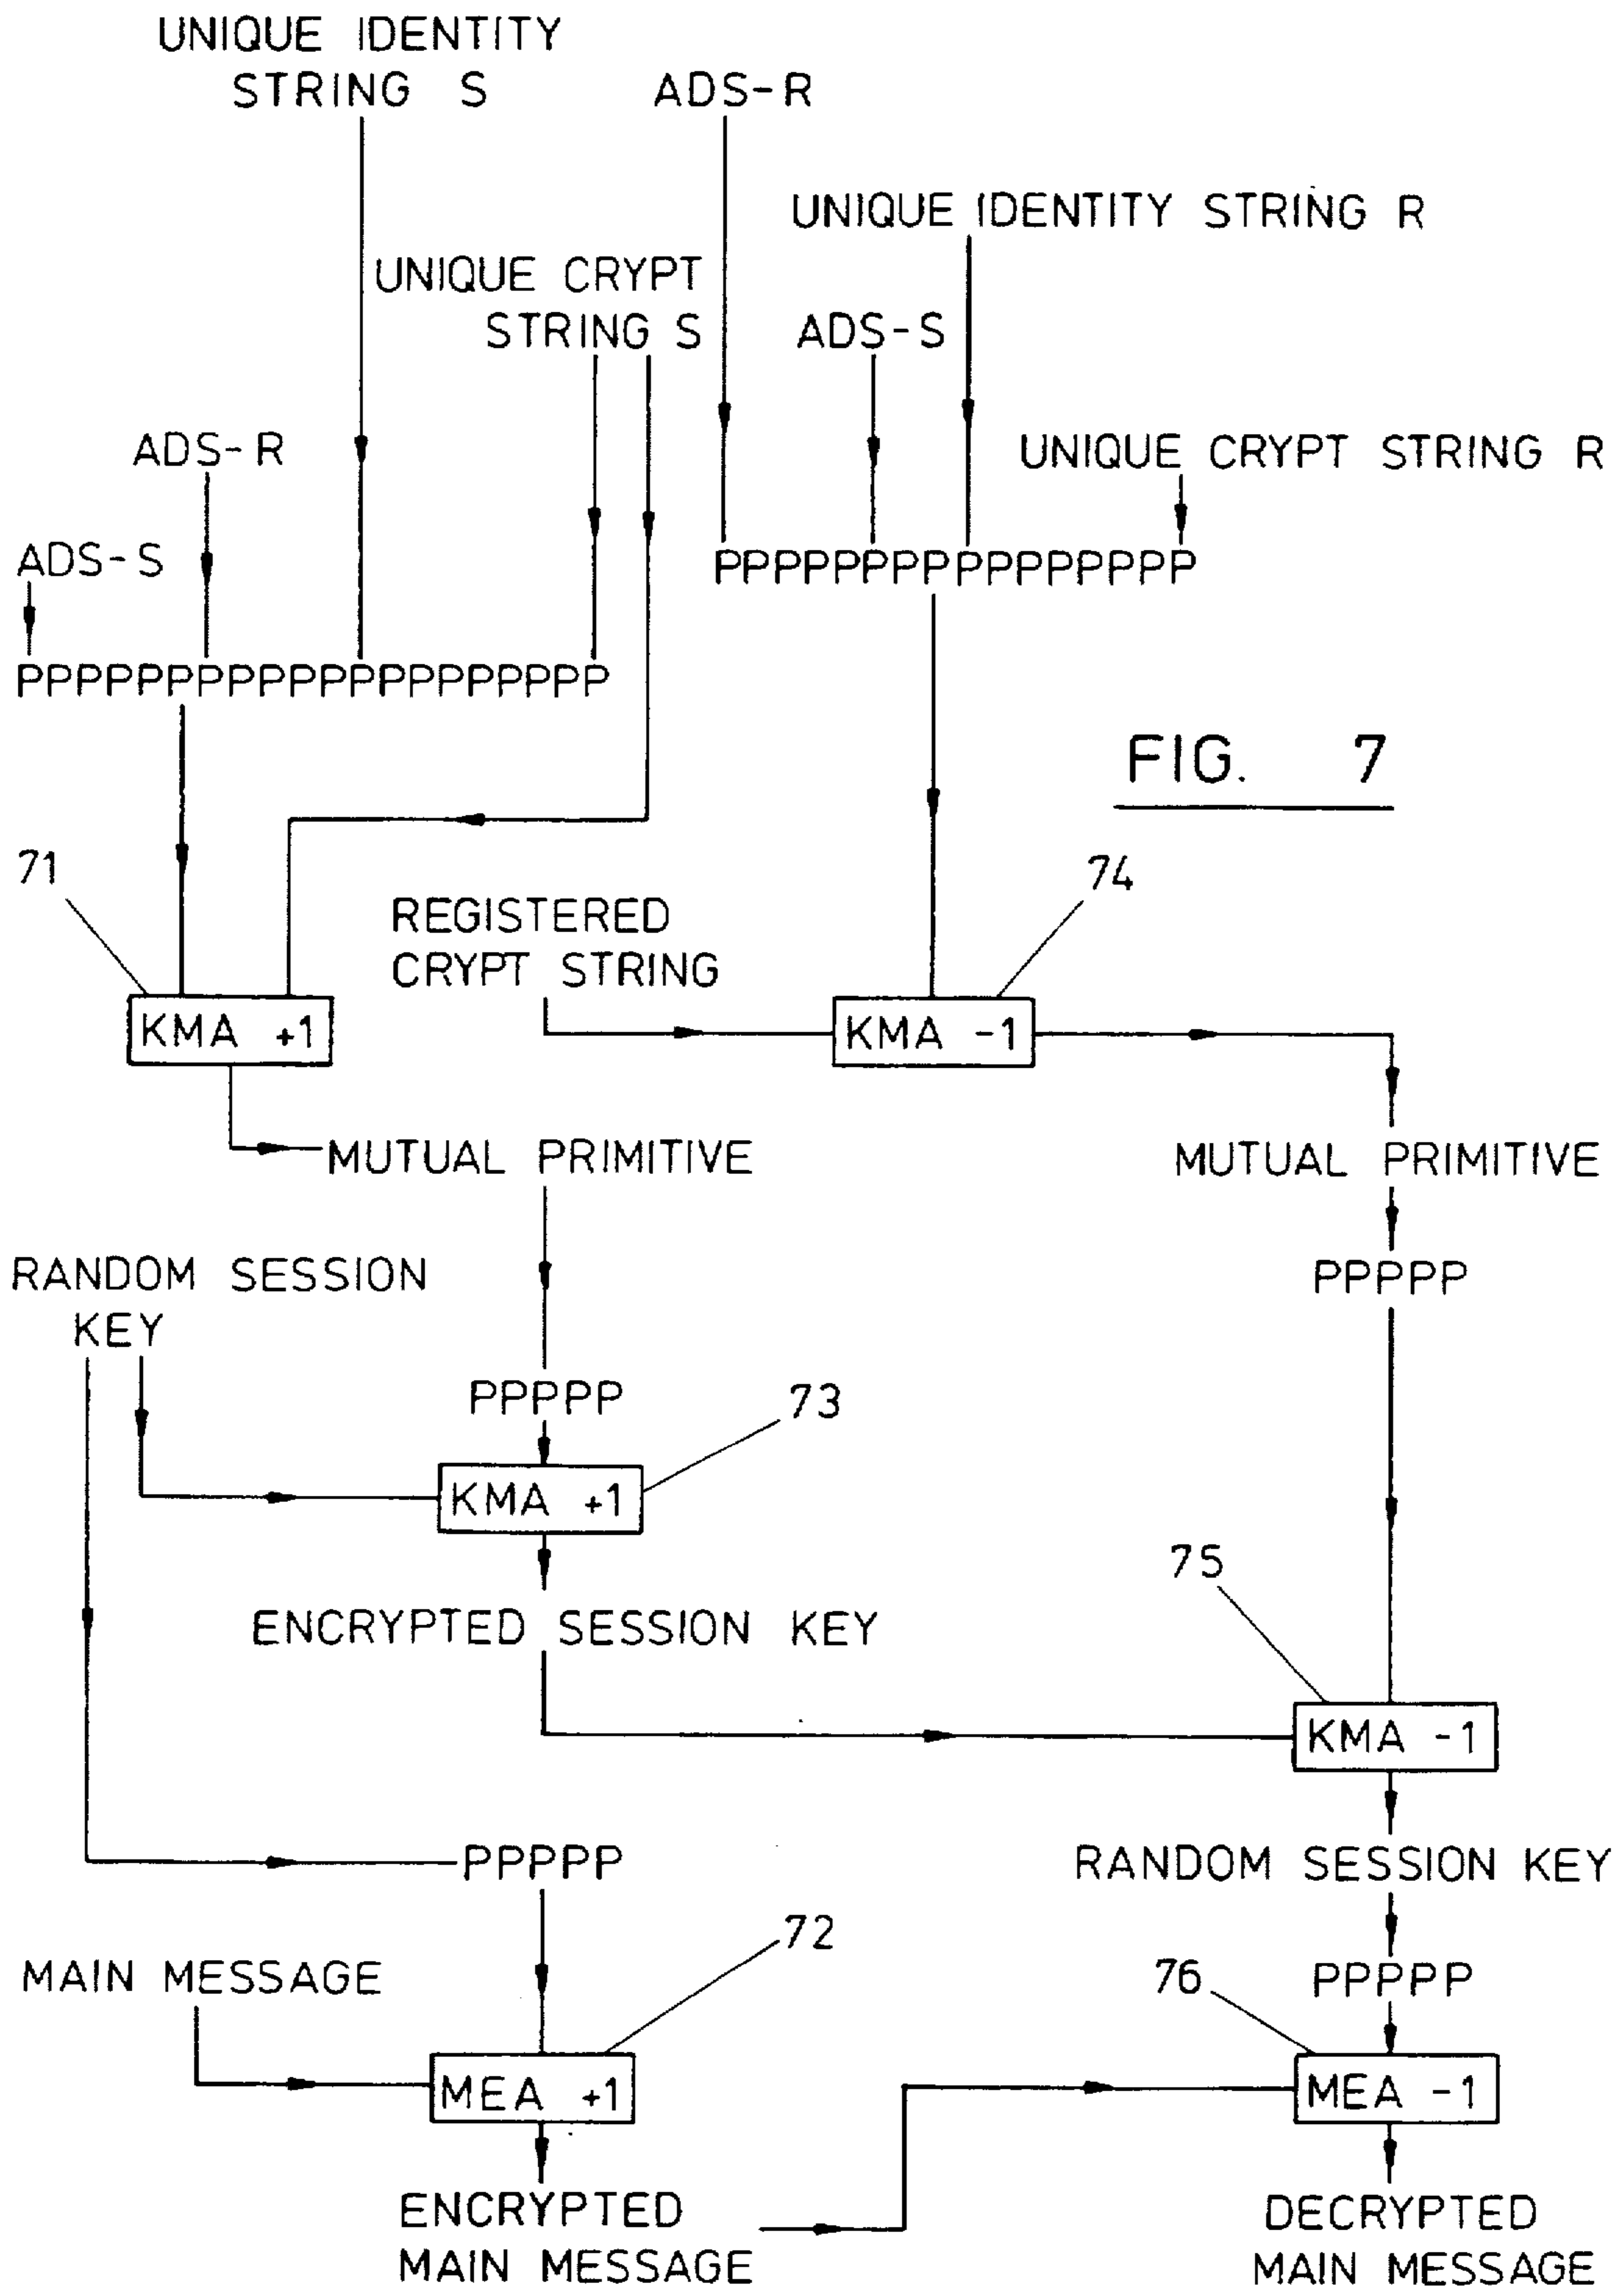 UNIQUE IDENTITY
STRING S
ADS-R
UNIQUE IDENTITY STRING R
UNIQUE CRYPT
STRING S
ADS-S
ADS-R
UNIQUE CRYPT STRING R
ADS-S
PPPPPPPPPPPPPPPP
PPPPPPPPPPPPPPPPPPPP
FIG. 7
71
74
REGISTERED
CRYPT STRING
KMA +1
KMA -1
MUTUAL PRIMITIVE
MUTUAL PRIMITIVE
RANDOM SESSION
KEY
PPPPP
PPPPP
73
KMA +1
75
ENCRYPTED SESSION KEY
KMA -1
PPPPP
RANDOM SESSION KEY
72
MAIN MESSAGE
76
PPPPP
MEA +1
MEA -1
ENCRYPTED
MAIN MESSAGE
DECRYPTED
MAIN MESSAGE